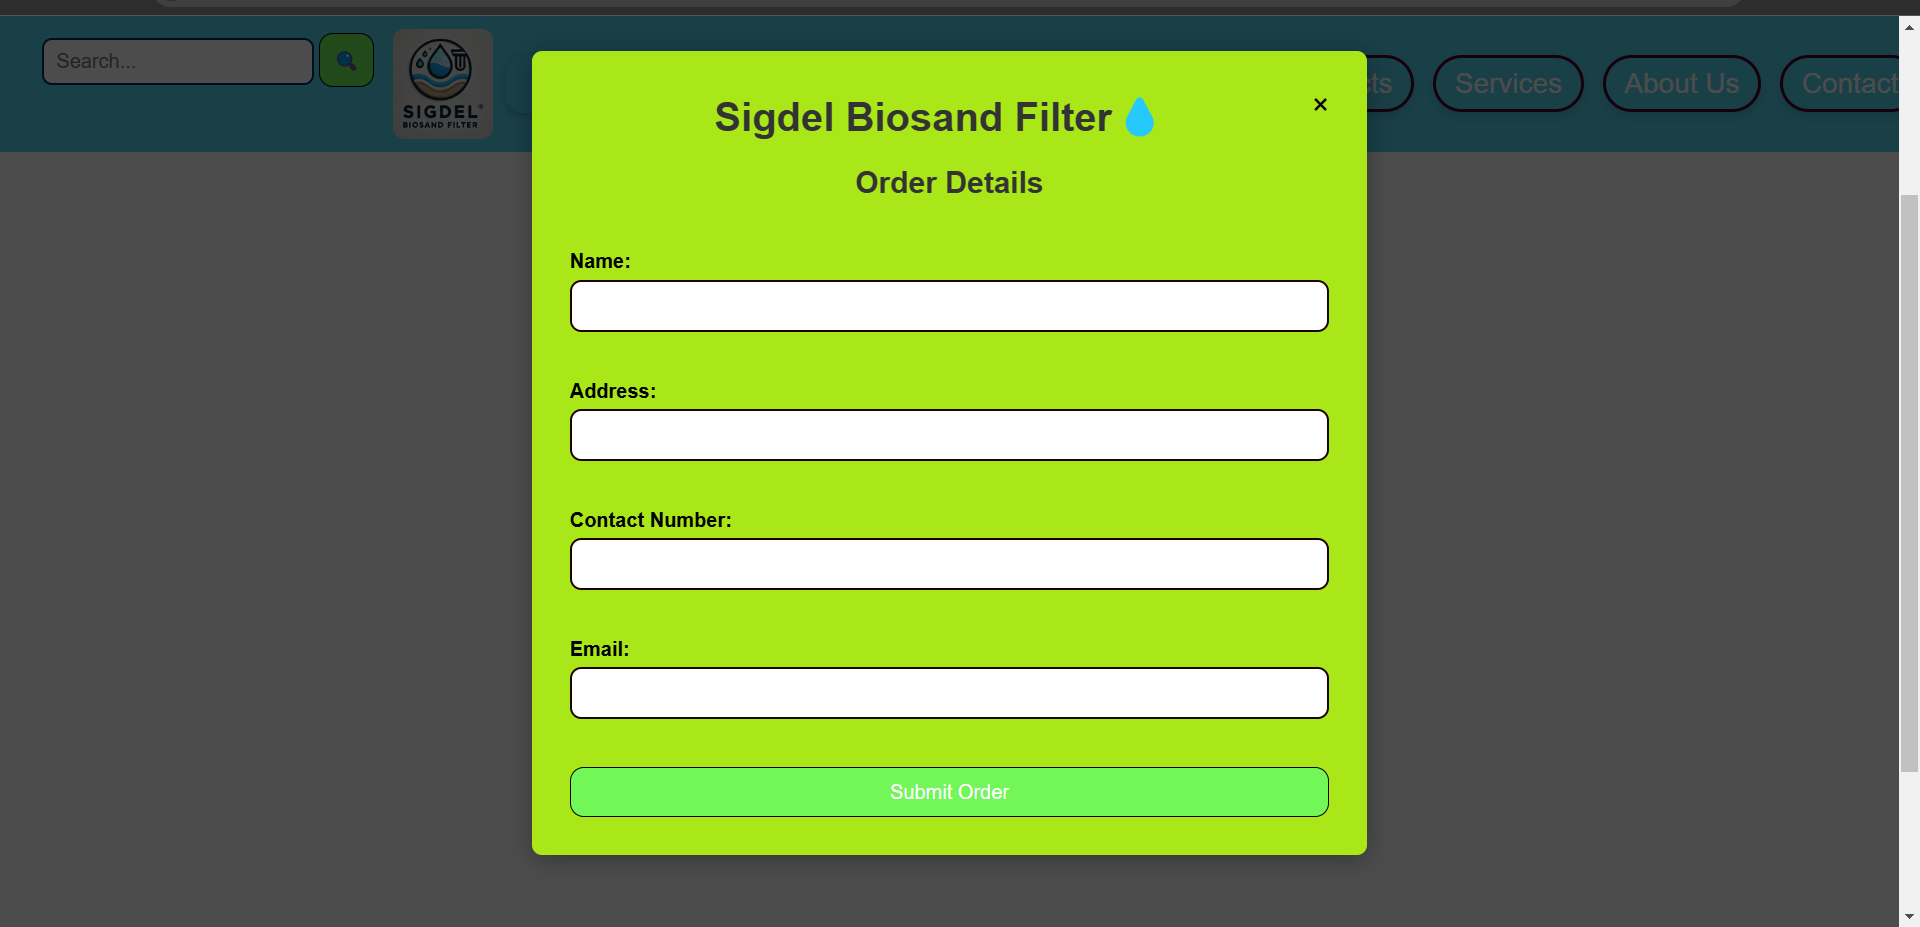 Search...
SIGDEL
BIOSAND FILTER
cts
Services
About Us
Contact
Sigdel Biosand Filter
×
Order Details
Name:
Address:
Contact Number:
Email:
Submit Order